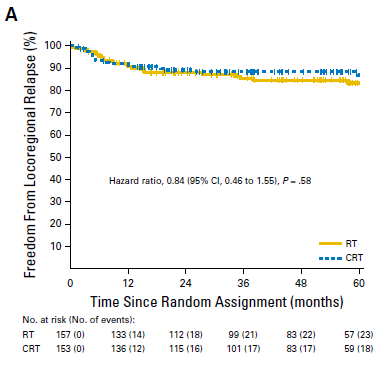 A
Freedom From Locoregional Relapse (%)
100
90
80
70
60
50
40
30
20
10
Hazard ratio, 0.84 (95% CI, 0.46 to 1.55), P = .58
RT
CRT
0 12 24 36 48 60
Time Since Random Assignment (months)
No. at risk (No. of events):
RT 157 (0) 133 (14) 112 (18) 99 (21) 83 (22) 57 (23)
CRT 153 (0) 136 (12) 115 (16) 101 (17) 83 (17) 59 (18)